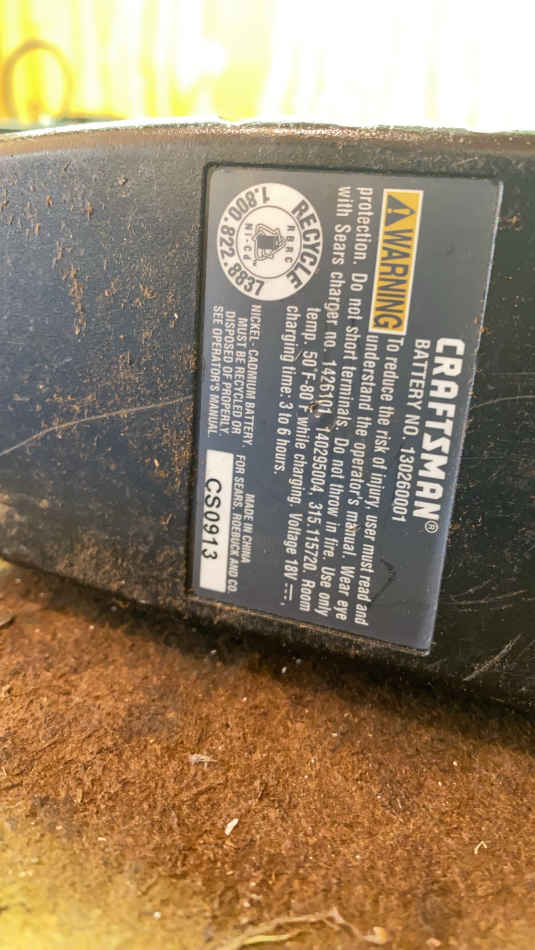 CRAFTSMAN®
BATTERY NO. 130260001
⚠WARNING To reduce the risk of injury, user must read and
understand the operator's manual. Wear eye
protection. Do not short terminals. Do not throw in fire. Use only
with Sears charger no. 1426101, 140295004, 315.115720. Room
temp. 50°F-80°F while charging. Voltage 18V ⎓,
charging time: 3 to 6 hours.
RECYCLE
RBRC
Ni-Cd
1.800.822.8837
NICKEL- CADMIUM BATTERY
MUST BE RECYCLED OR
DISPOSED OF PROPERLY.
SEE OPERATOR'S MANUAL.
MADE IN CHINA
FOR SEARS, ROEBUCK AND CO.
CS0913